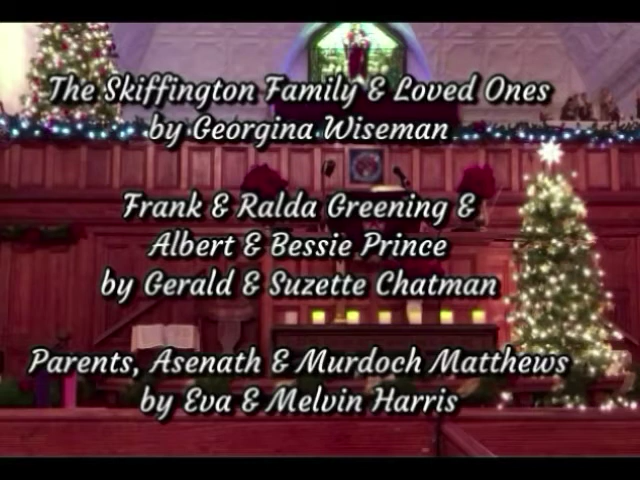 The Skiffington Family & Loved Ones
by Georgina Wiseman
Frank & Ralda Greening &
Albert & Bessie Prince
by Gerald & Suzette Chatman
Parents, Asenath & Murdoch Matthews
by Eva & Melvin Harris